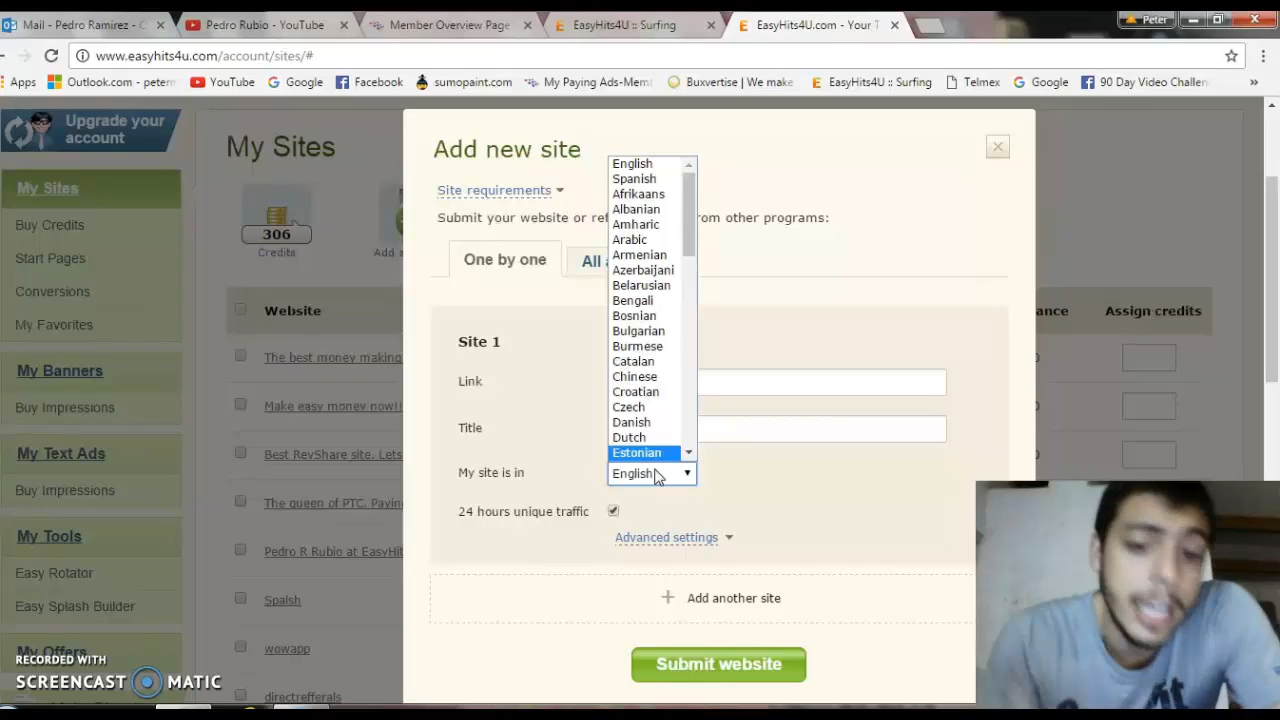 Mail - Pedro Ramirez - C
Pedro Rubio - YouTube
Member Overview Page
EasyHits4U :: Surfing
EasyHits4U.com - Your T
Peter
www.easyhits4u.com/account/sites/#
Apps
Outlook.com - peterm
YouTube
Google
Facebook
sumopaint.com
My Paying Ads-Mem
Buxvertise | We make
EasyHits4U :: Surfing
Telmex
Google
90 Day Video Challen
»
Upgrade your
account
My Sites
Buy Credits
Start Pages
Conversions
My Favorites
My Banners
Buy Impressions
My Text Ads
Buy Impressions
My Tools
Easy Rotator
Easy Splash Builder
My Offers
My Sites
306
Credits
Add a
Website
ance
Assign credits
The best money making
Make easy money now!!
Best RevShare site. Lets
The queen of PTC. Payin
Pedro R Rubio at EasyHit
Spalsh
wowapp
directrefferals
Add new site
Site requirements
Submit your website or ref
from other programs:
One by one
All a
Site 1
Link
Title
My site is in
English
24 hours unique traffic
Advanced settings
Add another site
Submit website
English
Spanish
Afrikaans
Albanian
Amharic
Arabic
Armenian
Azerbaijani
Belarusian
Bengali
Bosnian
Bulgarian
Burmese
Catalan
Chinese
Croatian
Czech
Danish
Dutch
Estonian
RECORDED WITH
SCREENCAST MATIC